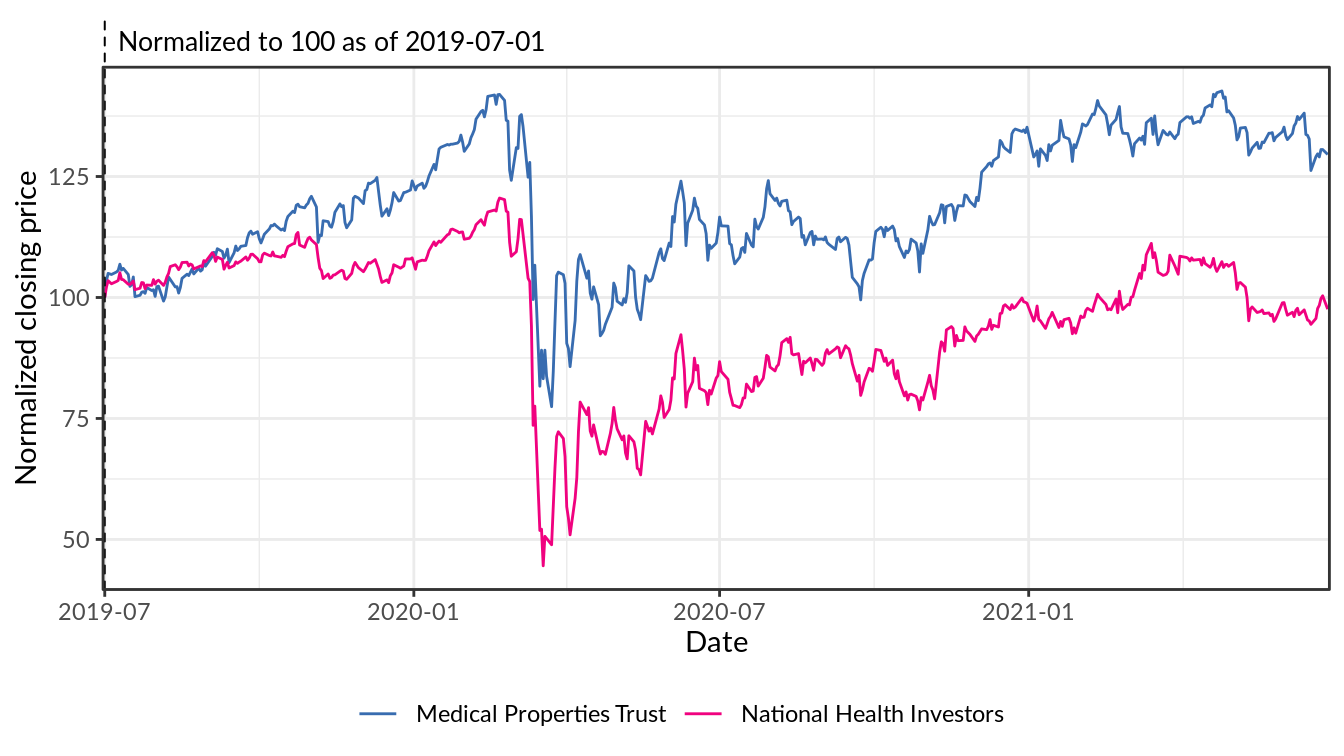 Normalized to 100 as of 2019-07-01
Normalized closing price
125
100
75
50
2019-07 2020-01 2020-07 2021-01
Date
Medical Properties Trust National Health Investors